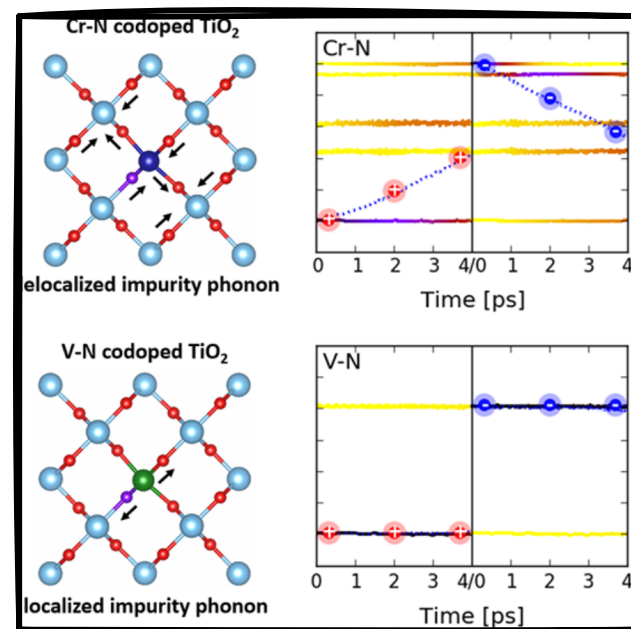 Cr-N codoped TiO₂
elocalized impurity phonon
Cr-N
0 1 2 3 4/0 1 2 3 4
Time [ps]
V-N codoped TiO₂
localized impurity phonon
V-N
0 1 2 3 4/0 1 2 3 4
Time [ps]